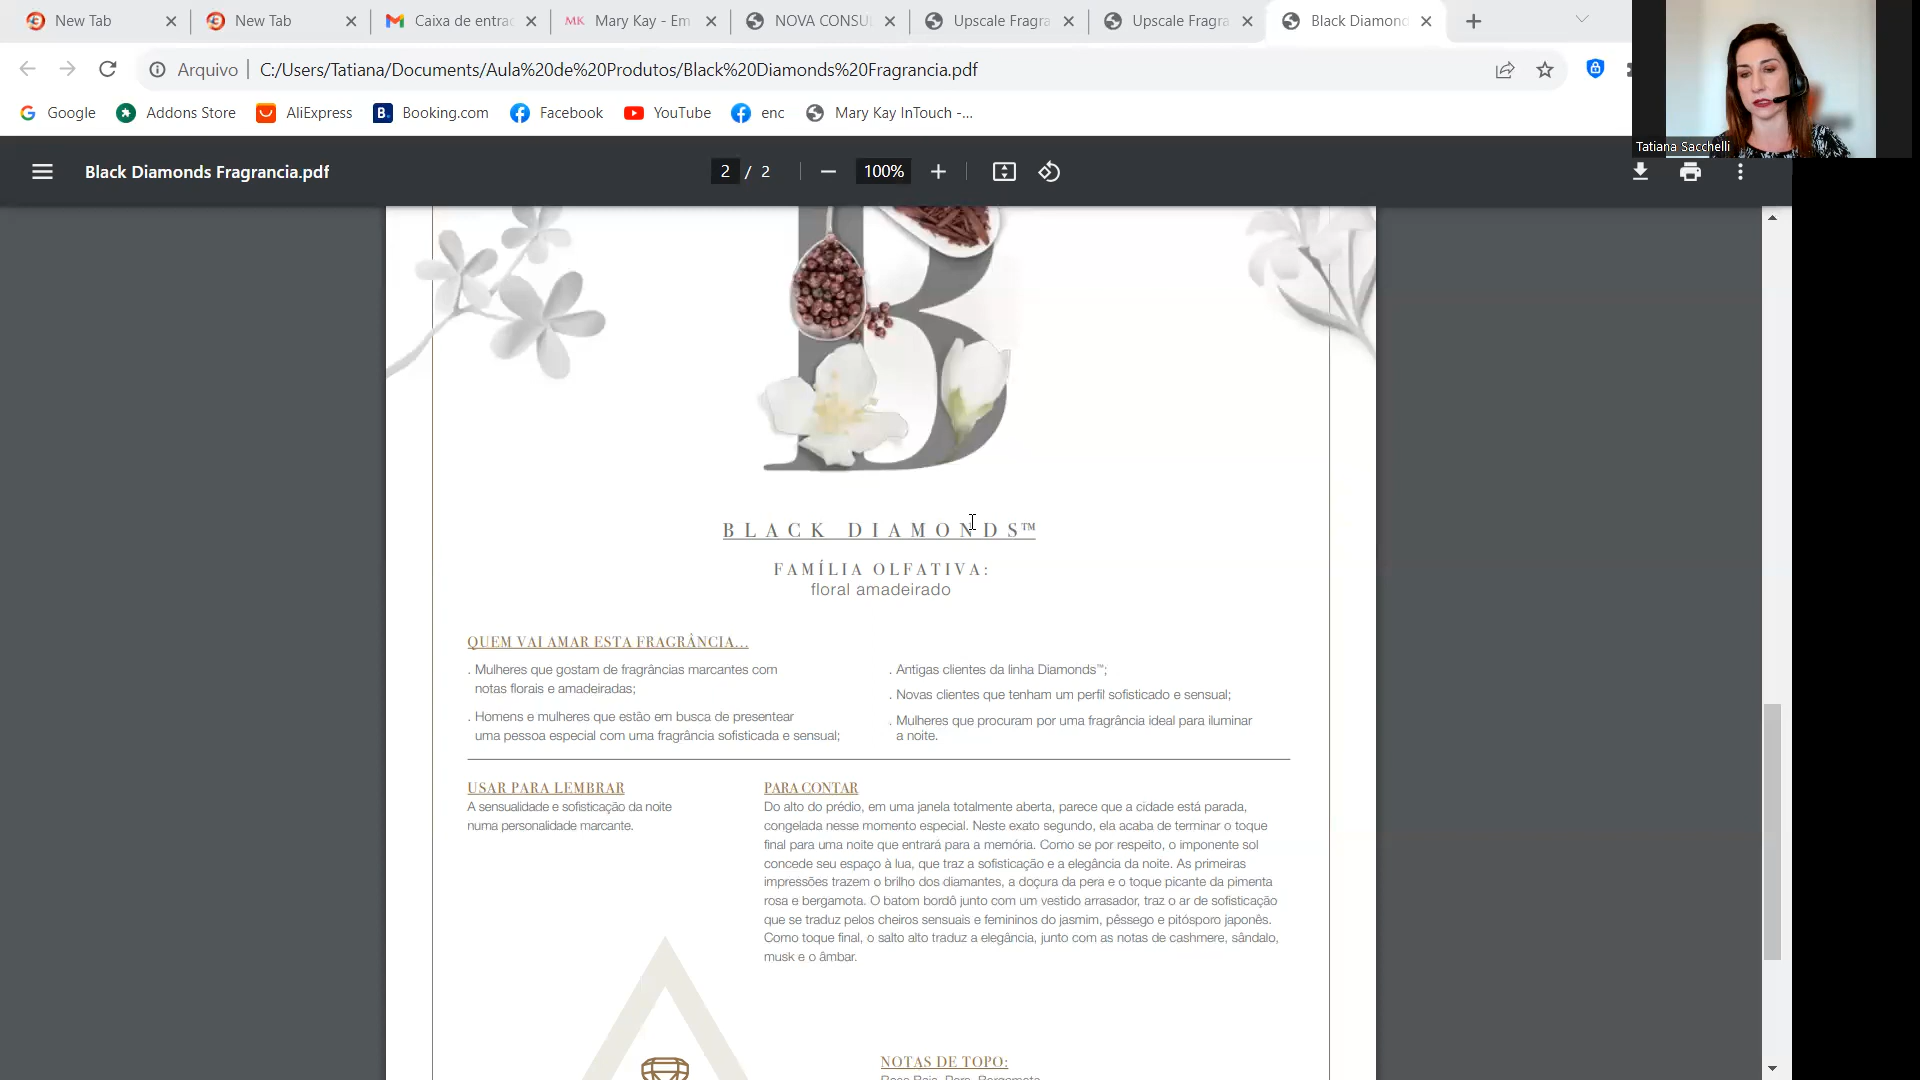 New Tab
New Tab
Caixa de entrac
MK Mary Kay - Em
NOVA CONSU
Upscale Fragra
Upscale Fragra
Black Diamond
Arquivo
C:/Users/Tatiana/Documents/Aula%20de%20Produtos/Black%20Diamonds%20Fragrancia.pdf
Google
Addons Store
AliExpress
B. Booking.com
Facebook
YouTube
enc
Mary Kay InTouch -...
Tatiana Sacchelli
Black Diamonds Fragrancia.pdf
2 / 2
100%
BLACK DIAMONDS™
FAMÍLIA OLFATIVA:
floral amadeirado
QUEM VAI AMAR ESTA FRAGRÂNCIA...
. Mulheres que gostam de fragrâncias marcantes com
notas florais e amadeiradas;
. Homens e mulheres que estão em busca de presentear
uma pessoa especial com uma fragrância sofisticada e sensual;
. Antigas clientes da linha Diamonds™;
. Novas clientes que tenham um perfil sofisticado e sensual;
. Mulheres que procuram por uma fragrância ideal para iluminar
a noite.
USAR PARA LEMBRAR
A sensualidade e sofisticação da noite
numa personalidade marcante.
PARA CONTAR
Do alto do prédio, em uma janela totalmente aberta, parece que a cidade está parada,
congelada nesse momento especial. Neste exato segundo, ela acaba de terminar o toque
final para uma noite que entrará para a memória. Como se por respeito, o imponente sol
concede seu espaço à lua, que traz a sofisticação e a elegância da noite. As primeiras
impressões trazem o brilho dos diamantes, a doçura da pera e o toque picante da pimenta
rosa e bergamota. O batom bordô junto com um vestido arrasador, traz o ar de sofisticação
que se traduz pelos cheiros sensuais e femininos do jasmim, pêssego e pitósporo japonês.
Como toque final, o salto alto traduz a elegância, junto com as notas de cashmere, sândalo,
musk e o âmbar.
NOTAS DE TOPO: